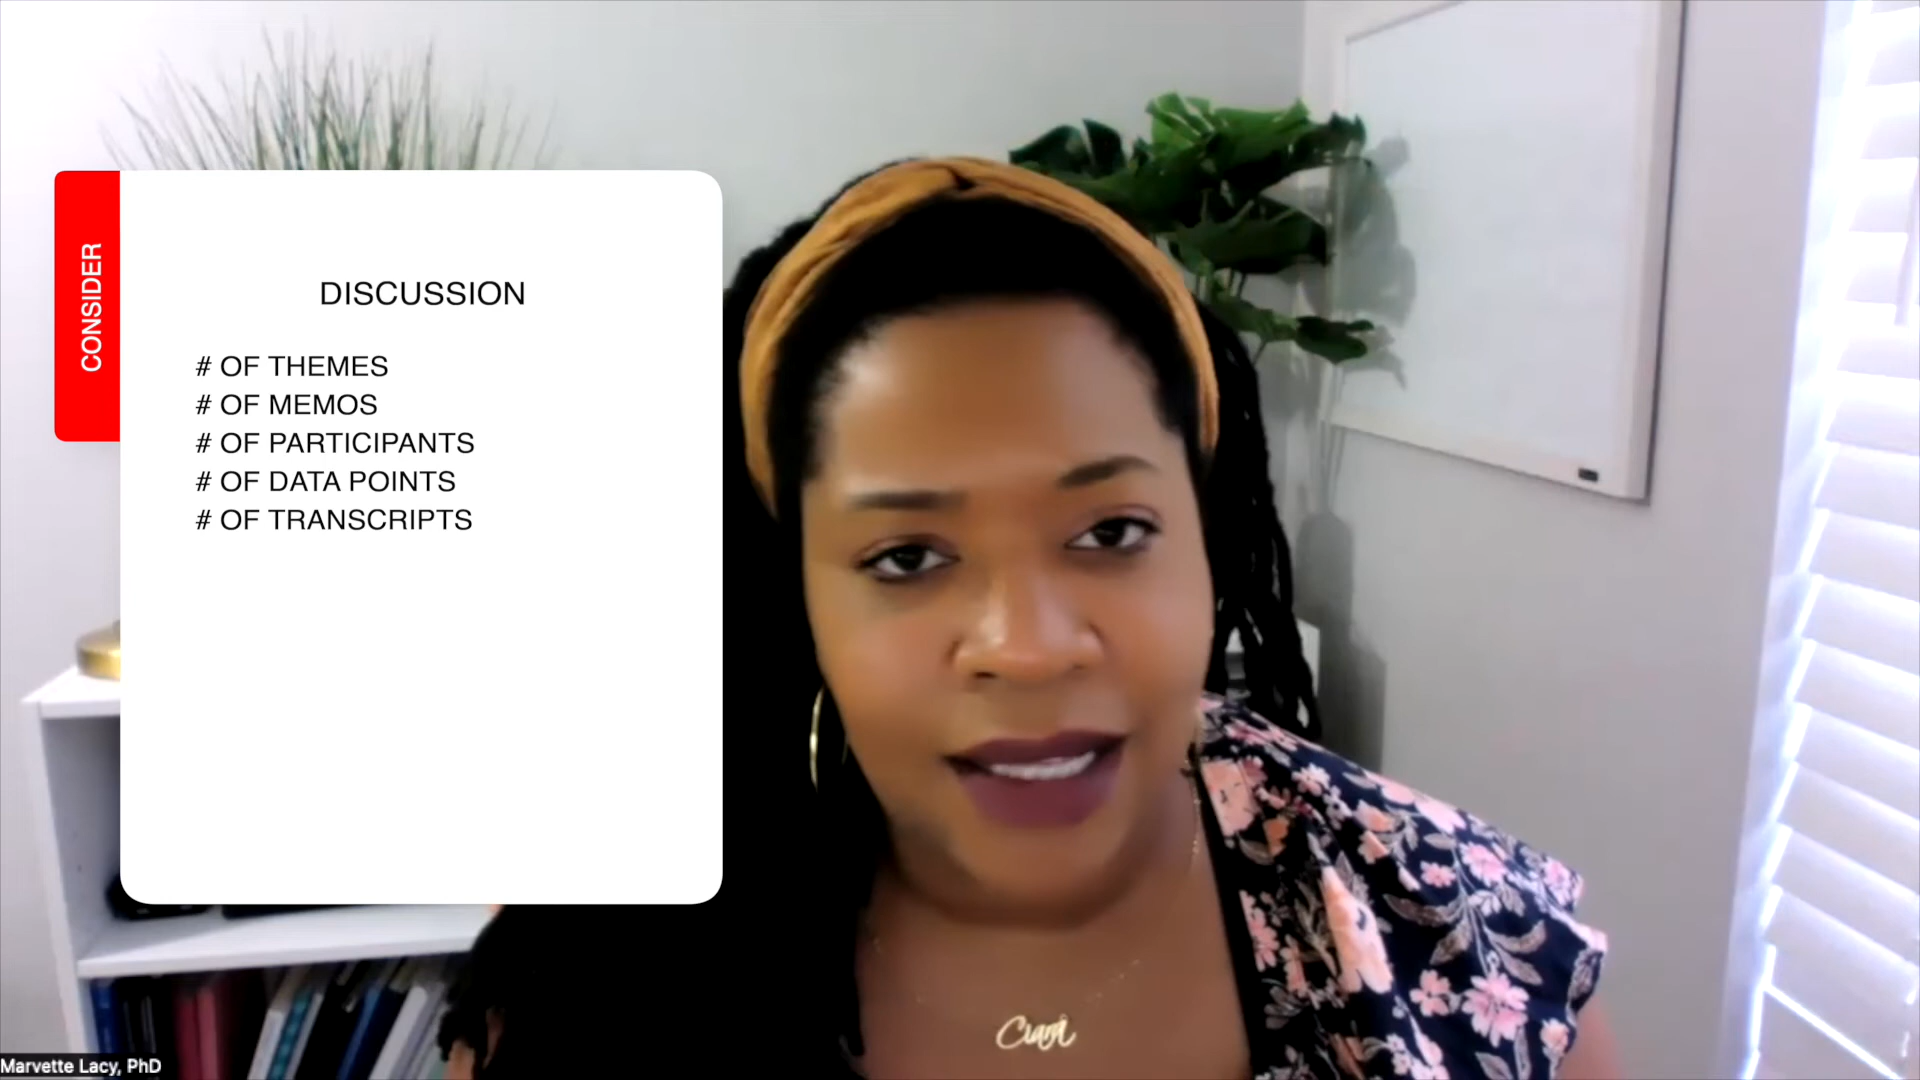 CONSIDER
DISCUSSION
# OF THEMES
# OF MEMOS
# OF PARTICIPANTS
# OF DATA POINTS
# OF TRANSCRIPTS
Marvette Lacy, PhD